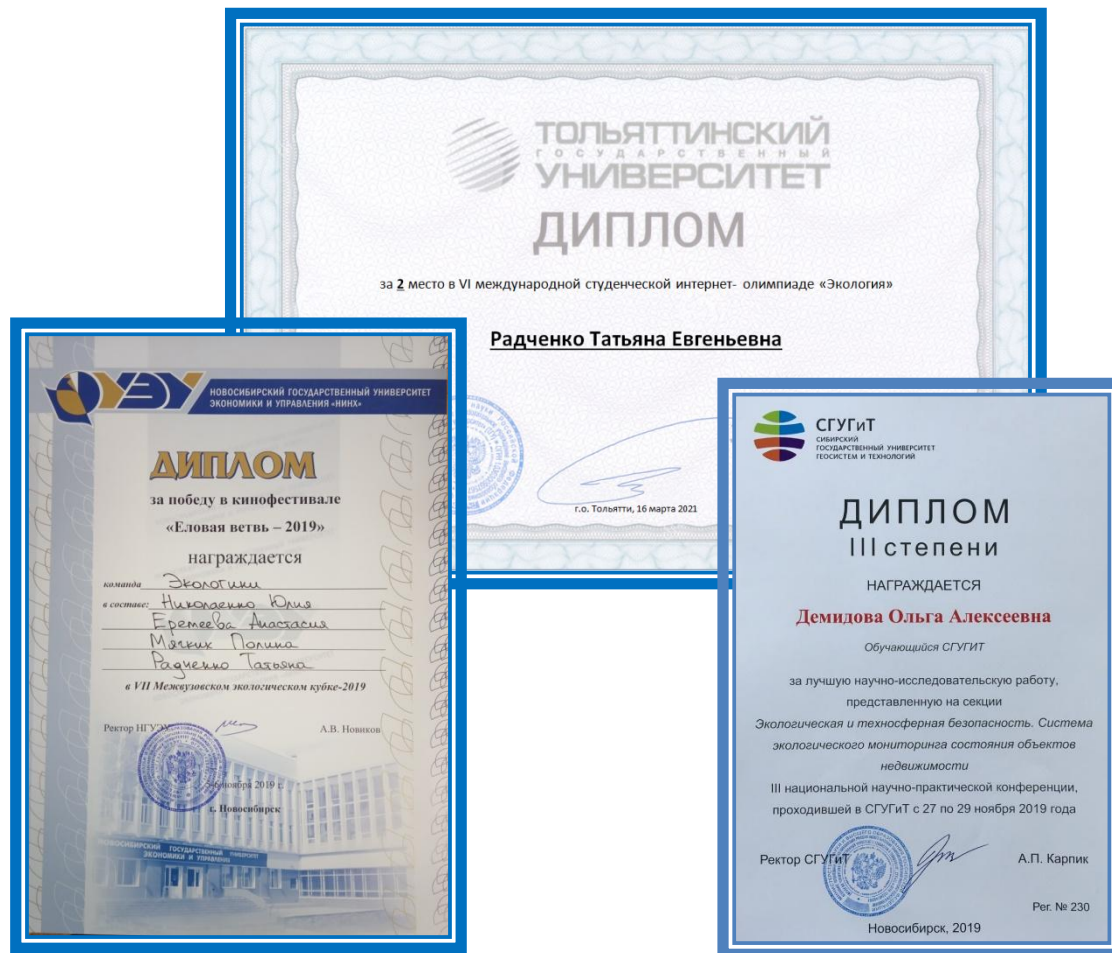 ТОЛЬЯТТИНСКИЙ
ГОСУДАРСТВЕННЫЙ
УНИВЕРСИТЕТ
ДИПЛОМ
за 2 место в VI международной студенческой интернет- олимпиаде «Экология»
Радченко Татьяна Евгеньевна
г.о. Тольятти, 16 марта 2021
НОВОСИБИРСКИЙ ГОСУДАРСТВЕННЫЙ УНИВЕРСИТЕТ
ЭКОНОМИКИ И УПРАВЛЕНИЯ «НИНХ»
ДИПЛОМ
за победу в кинофестивале
«Еловая ветвь – 2019»
награждается
команда Экологики
в составе: Николаенко Юлия
Еремеева Анастасия
Мягких Полина
Радченко Татьяна
в VII Межвузовском экологическом кубке-2019
Ректор НГУЭУ А.В. Новиков
ноября 2019 г.
г. Новосибирск
НОВОСИБИРСКИЙ ГОСУДАРСТВЕННЫЙ УНИВЕРСИТЕТ
ЭКОНОМИКИ И УПРАВЛЕНИЯ
СГУГиТ
СИБИРСКИЙ
ГОСУДАРСТВЕННЫЙ УНИВЕРСИТЕТ
ГЕОСИСТЕМ И ТЕХНОЛОГИЙ
ДИПЛОМ
III степени
НАГРАЖДАЕТСЯ
Демидова Ольга Алексеевна
Обучающийся СГУГИТ
за лучшую научно-исследовательскую работу,
представленную на секции
Экологическая и техносферная безопасность. Система
экологического мониторинга состояния объектов
недвижимости
III национальной научно-практической конференции,
проходившей в СГУГиТ с 27 по 29 ноября 2019 года
Ректор СГУГиТ А.П. Карпик
Рег. № 230
Новосибирск, 2019